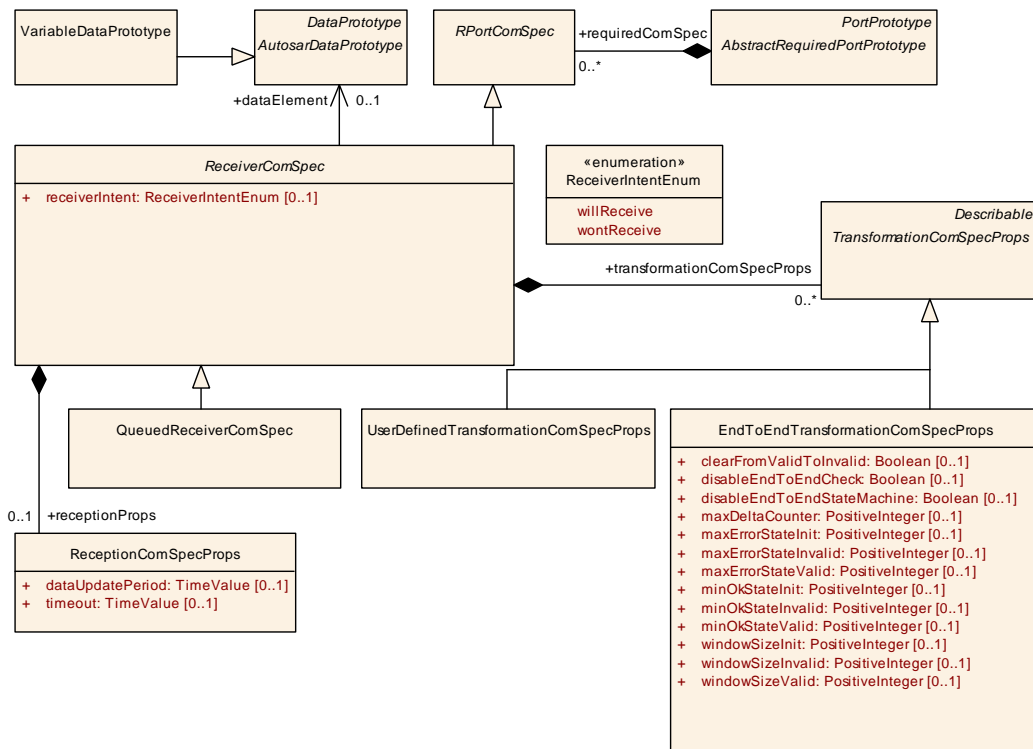 VariableDataPrototype
DataPrototype
AutosarDataPrototype
RPortComSpec
+requiredComSpec
0..*
PortPrototype
AbstractRequiredPortPrototype
+dataElement
0..1
ReceiverComSpec
+ receiverIntent: ReceiverIntentEnum [0..1]
«enumeration»
ReceiverIntentEnum
willReceive
wontReceive
Describable
TransformationComSpecProps
+transformationComSpecProps
0..*
QueuedReceiverComSpec
UserDefinedTransformationComSpecProps
EndToEndTransformationComSpecProps
+ clearFromValidToInvalid: Boolean [0..1]
+ disableEndToEndCheck: Boolean [0..1]
+ disableEndToEndStateMachine: Boolean [0..1]
+ maxDeltaCounter: PositiveInteger [0..1]
+ maxErrorStateInit: PositiveInteger [0..1]
+ maxErrorStateInvalid: PositiveInteger [0..1]
+ maxErrorStateValid: PositiveInteger [0..1]
+ minOkStateInit: PositiveInteger [0..1]
+ minOkStateInvalid: PositiveInteger [0..1]
+ minOkStateValid: PositiveInteger [0..1]
+ windowSizeInit: PositiveInteger [0..1]
+ windowSizeInvalid: PositiveInteger [0..1]
+ windowSizeValid: PositiveInteger [0..1]
0..1
+receptionProps
ReceptionComSpecProps
+ dataUpdatePeriod: TimeValue [0..1]
+ timeout: TimeValue [0..1]